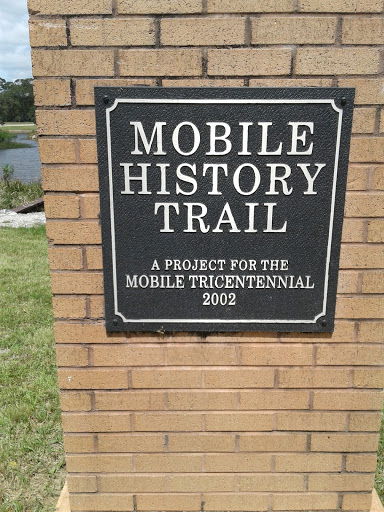 MOBILE
HISTORY
TRAIL
A PROJECT FOR THE
MOBILE TRICENTENNIAL
2002